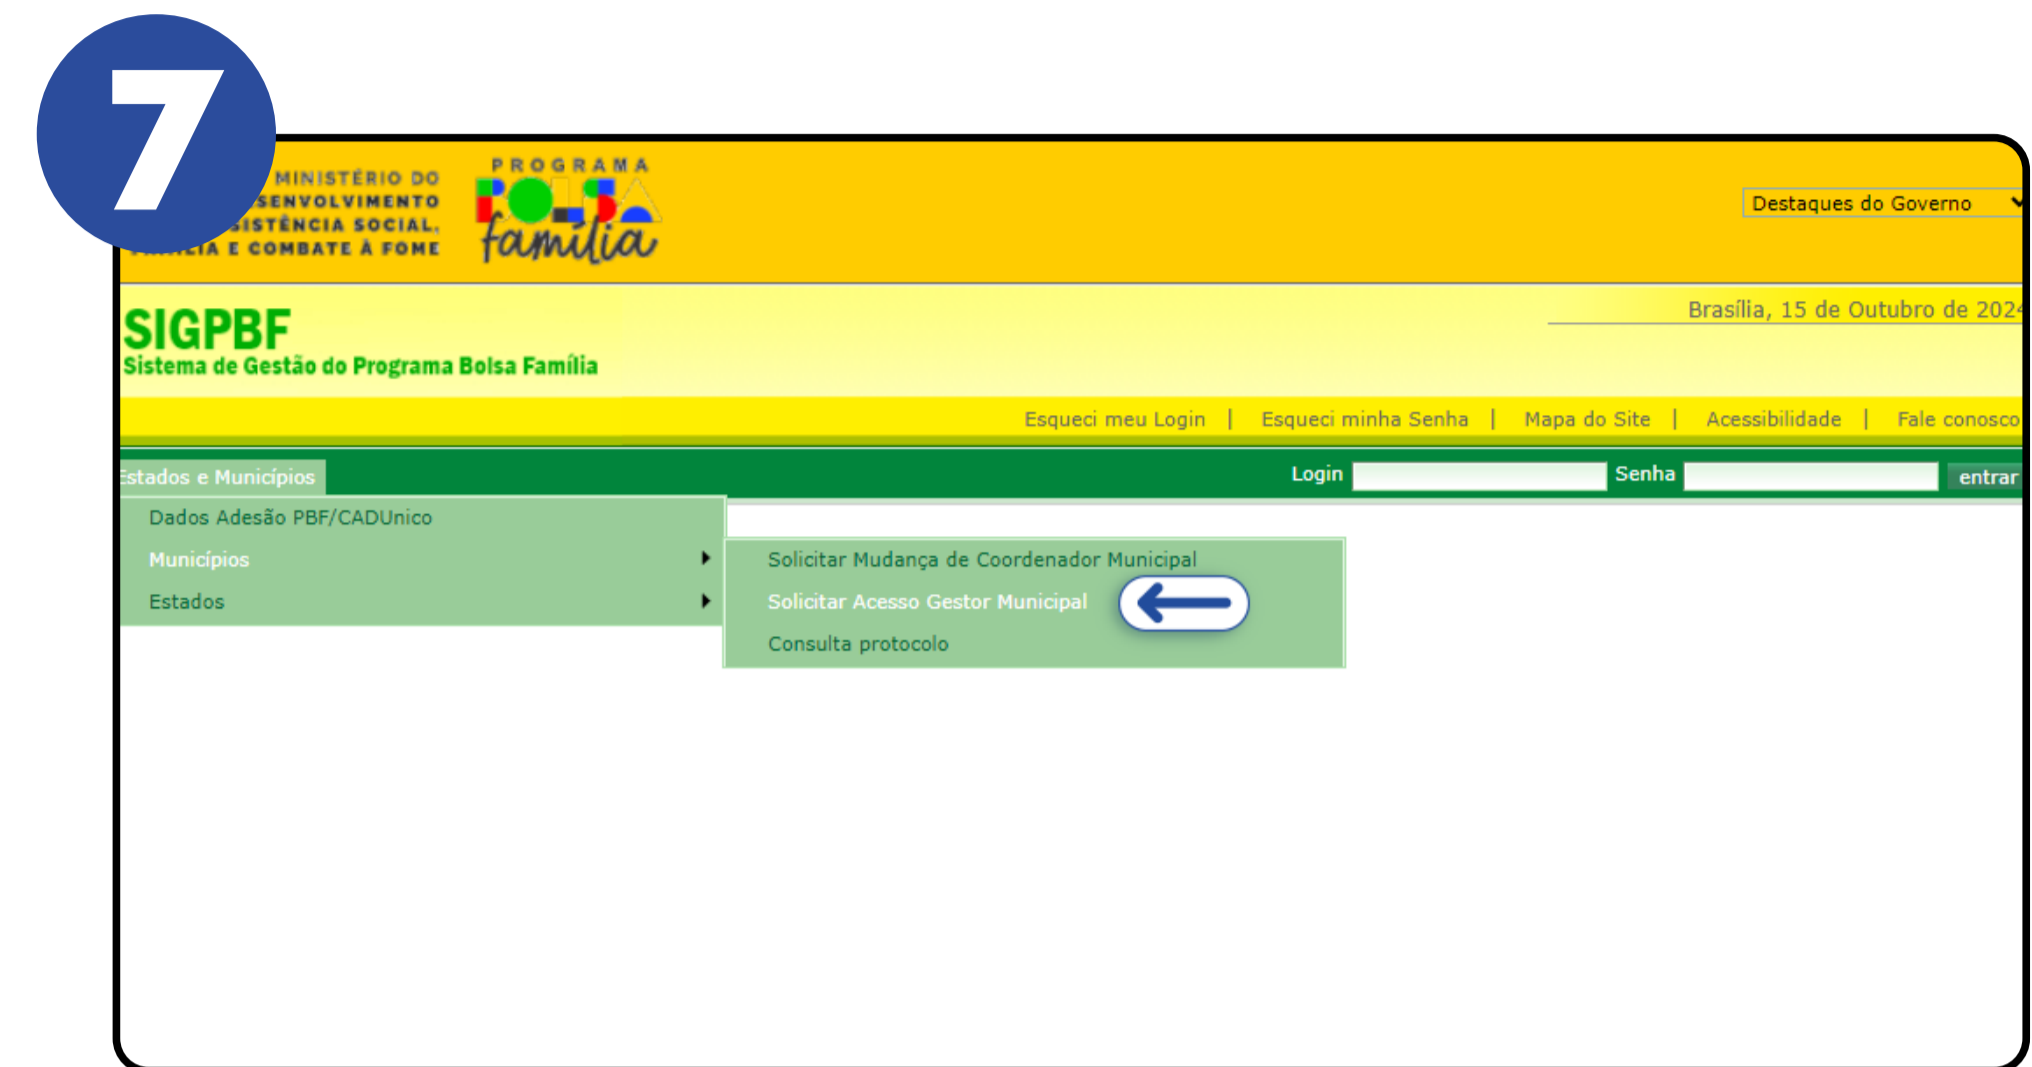 7
MINISTÉRIO DO
SENVOLVIMENTO
SISTÊNCIA SOCIAL,
E COMBATE À FOME
PROGRAMA
BOLSA
família
Destaques do Governo
SIGPBF
Sistema de Gestão do Programa Bolsa Família
Brasília, 15 de Outubro de 2024
Esqueci meu Login | Esqueci minha Senha | Mapa do Site | Acessibilidade | Fale conosco
Estados e Municípios
Login
Senha
entrar
Dados Adesão PBF/CADUnico
Municípios
Estados
Solicitar Mudança de Coordenador Municipal
Solicitar Acesso Gestor Municipal
Consulta protocolo